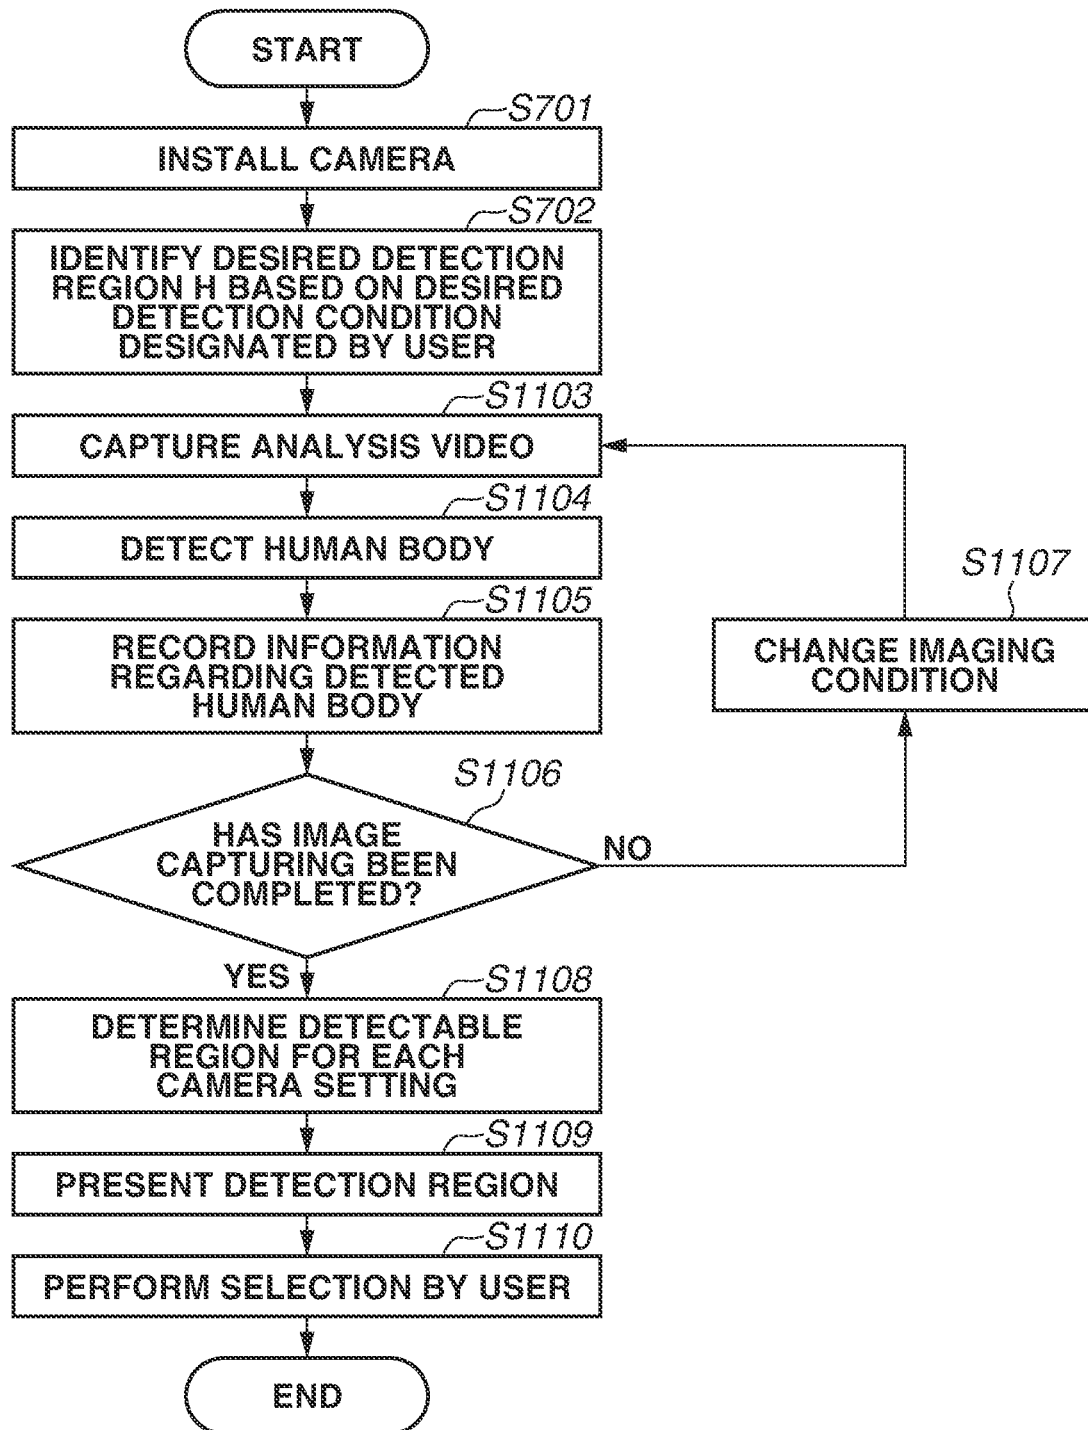 START
S701
INSTALL CAMERA
S702
IDENTIFY DESIRED DETECTION
REGION H BASED ON DESIRED
DETECTION CONDITION
DESIGNATED BY USER
S1103
CAPTURE ANALYSIS VIDEO
S1104
DETECT HUMAN BODY
S1105
RECORD INFORMATION
REGARDING DETECTED
HUMAN BODY
S1107
CHANGE IMAGING
CONDITION
S1106
HAS IMAGE
CAPTURING BEEN
COMPLETED?
NO
YES
S1108
DETERMINE DETECTABLE
REGION FOR EACH
CAMERA SETTING
S1109
PRESENT DETECTION REGION
S1110
PERFORM SELECTION BY USER
END